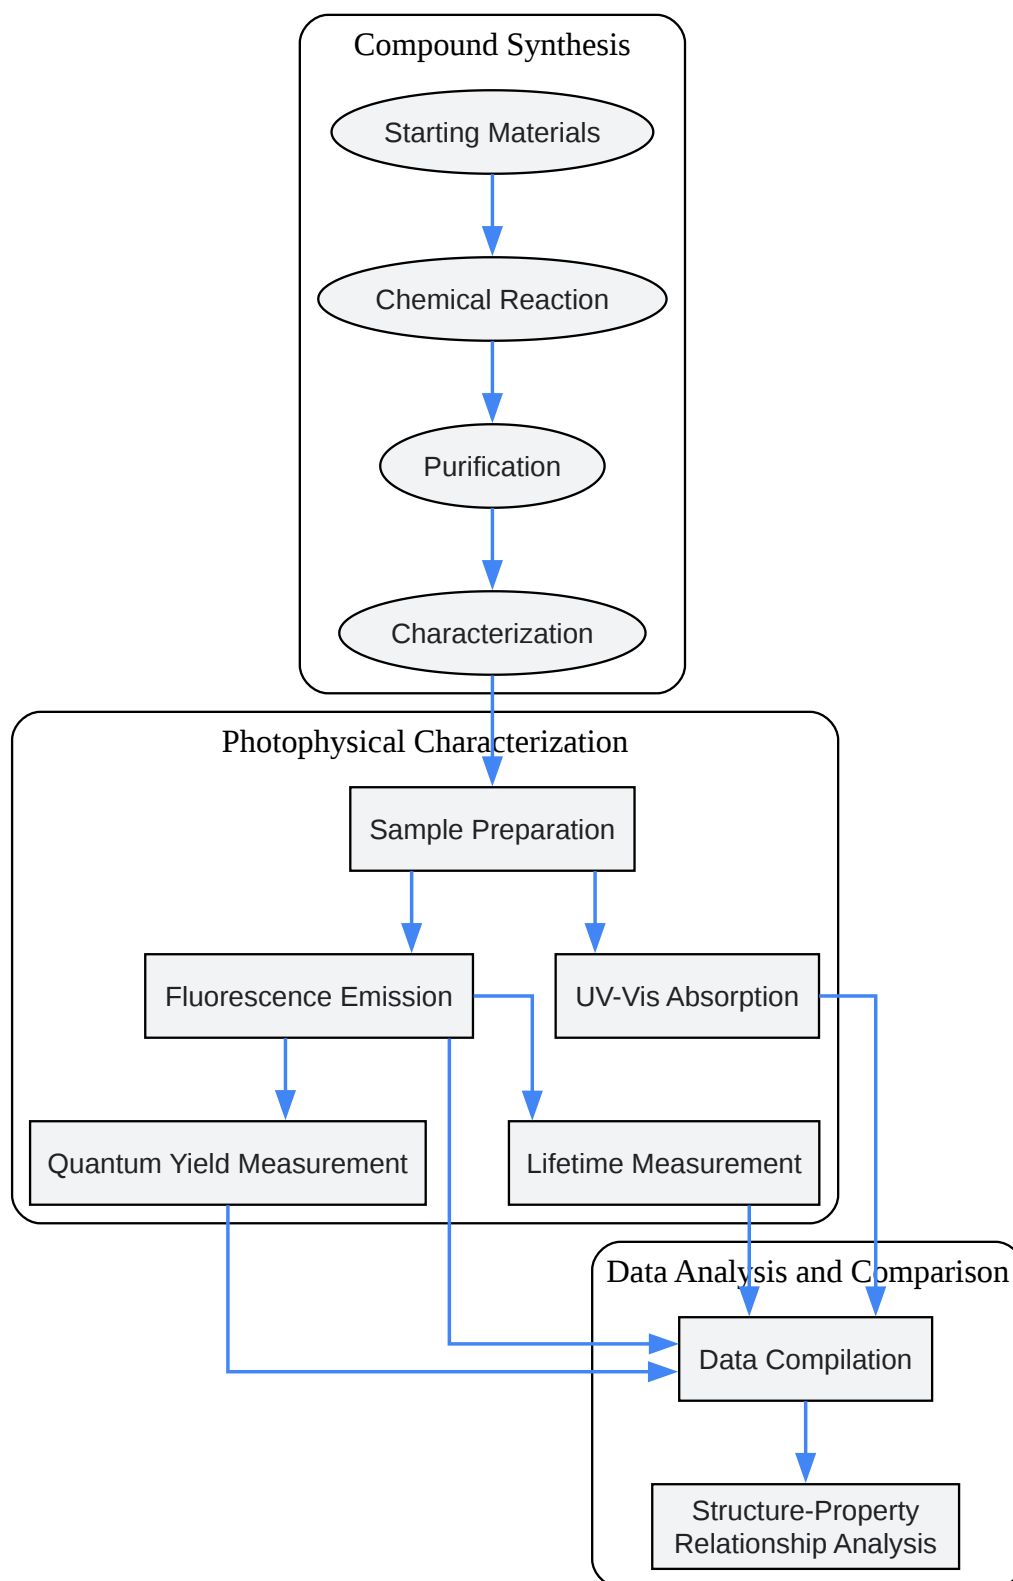 Compound Synthesis
Starting Materials
Chemical Reaction
Purification
Characterization
Photophysical Characterization
Sample Preparation
Fluorescence Emission
UV-Vis Absorption
Quantum Yield Measurement
Lifetime Measurement
Data Analysis and Comparison
Data Compilation
Structure-Property
Relationship Analysis